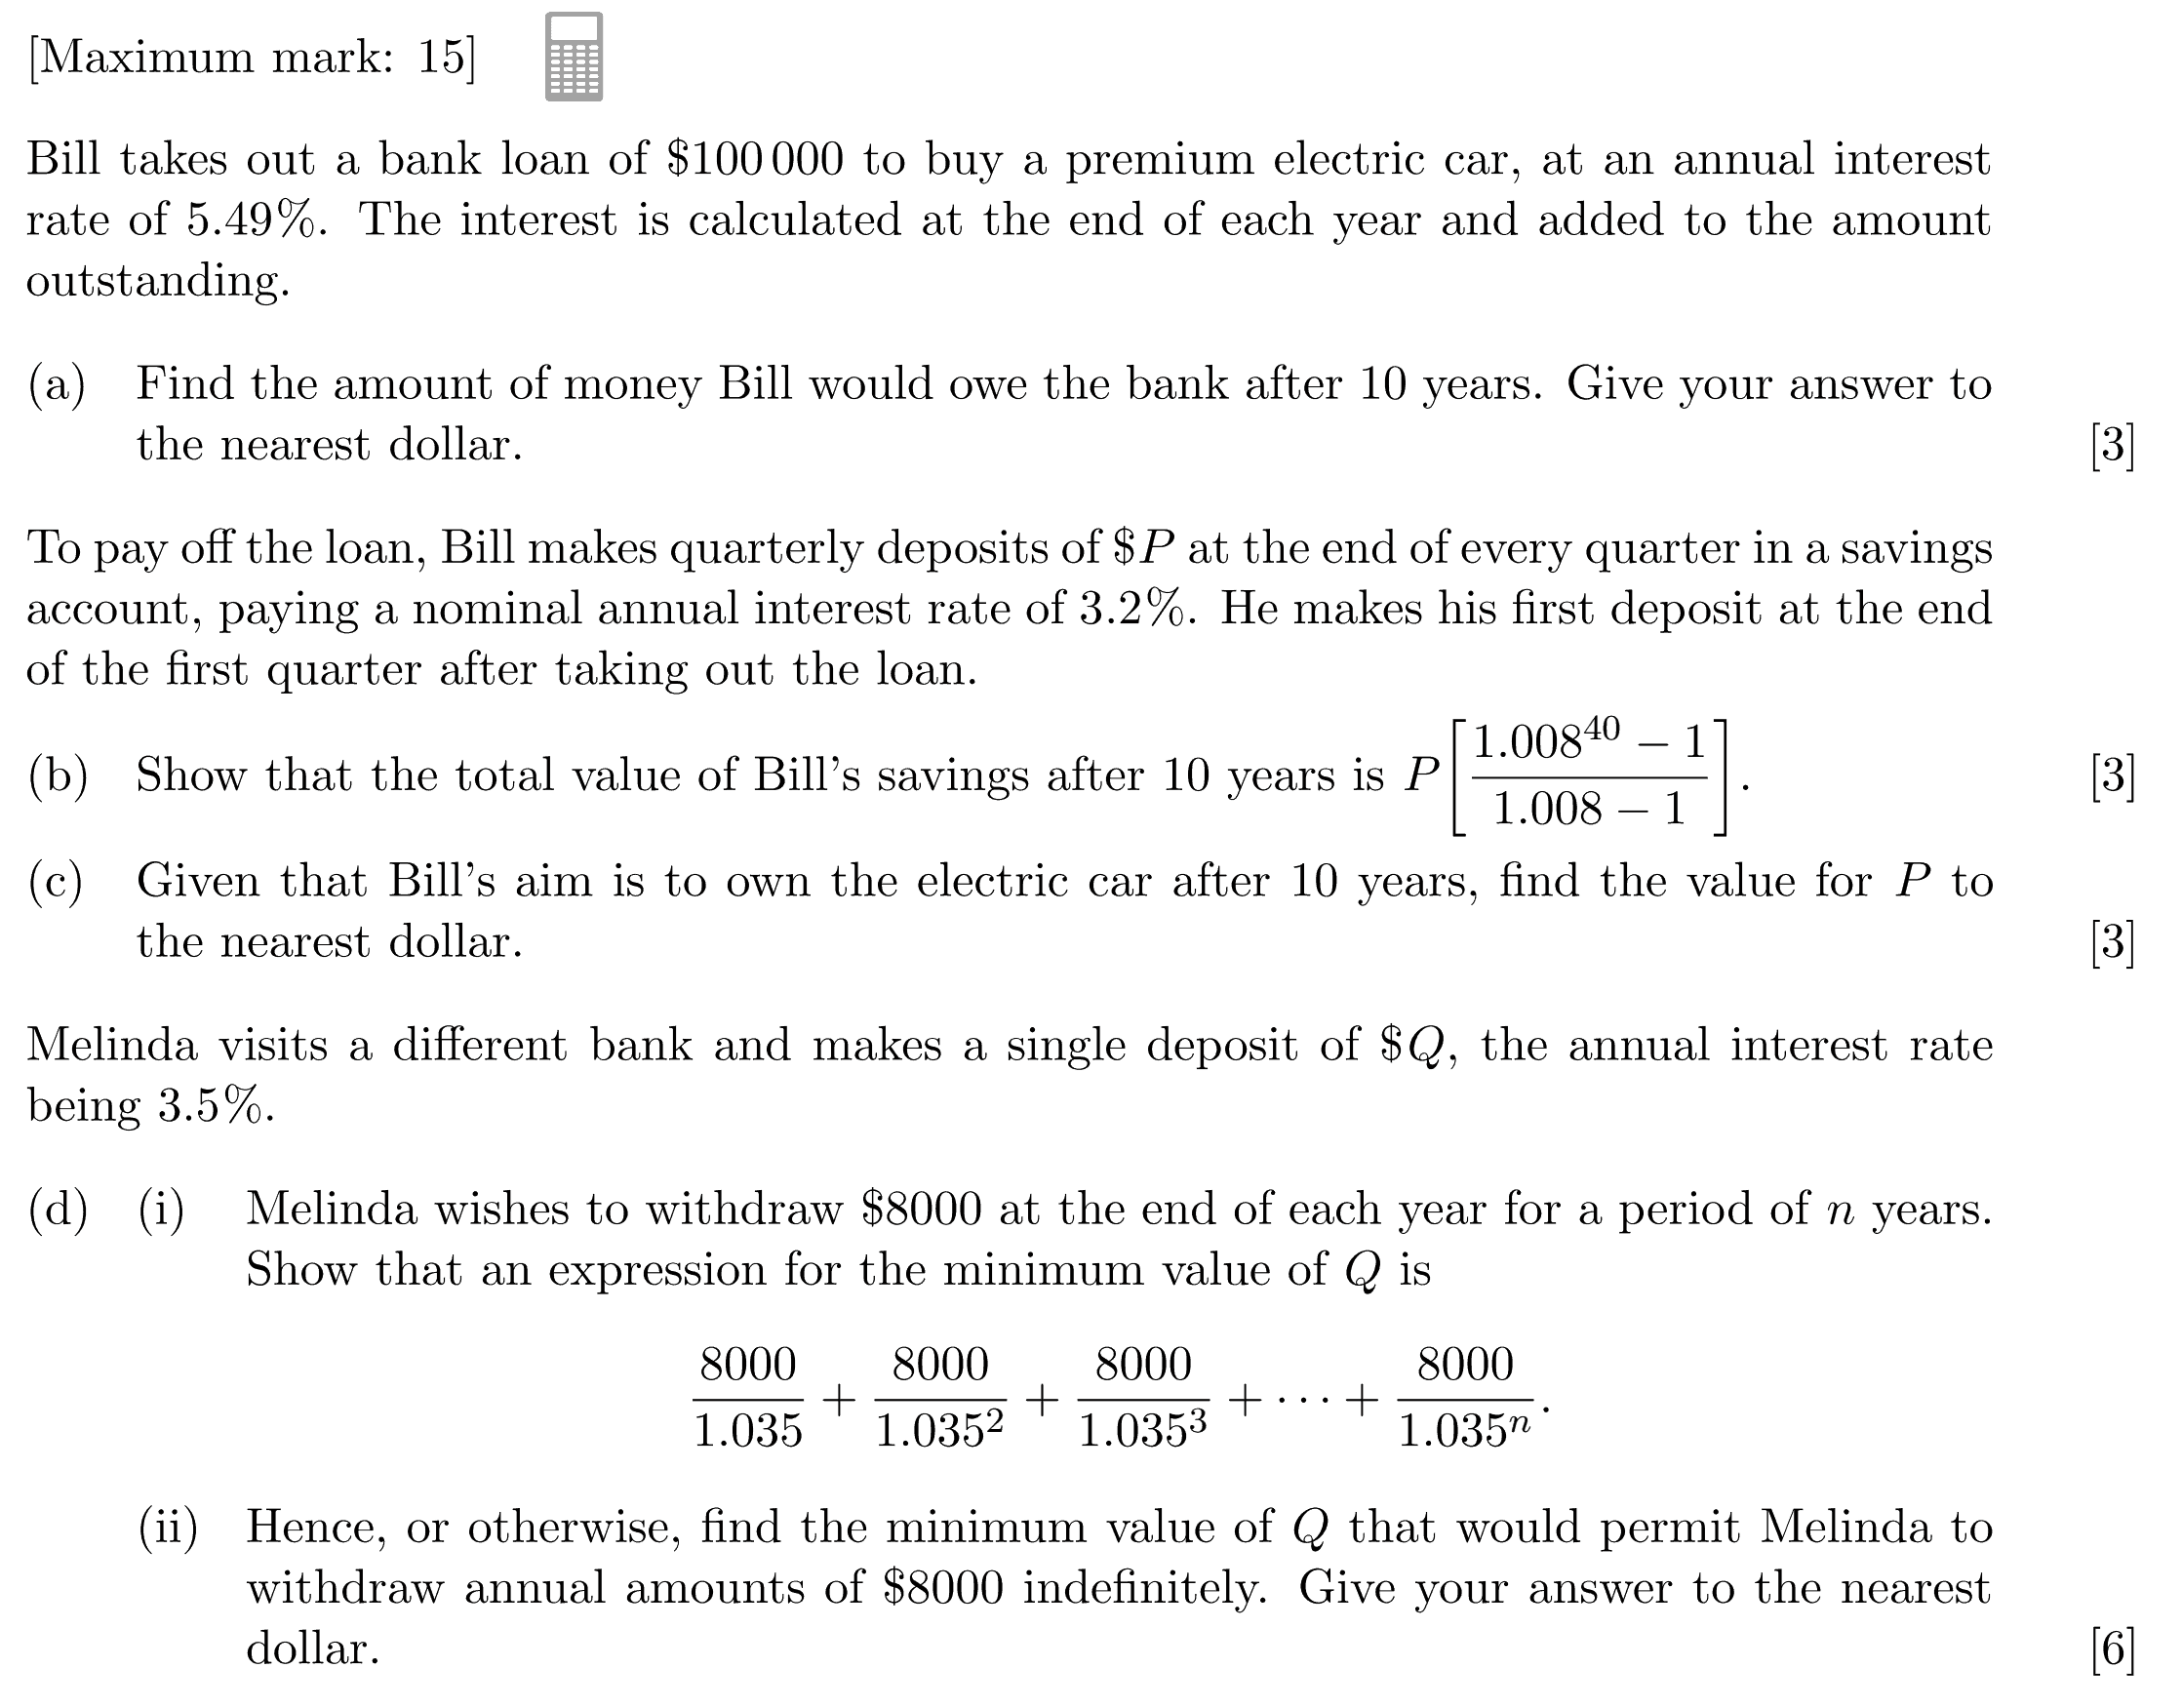 [Maximum mark: 15]
Bill takes out a bank loan of $100 000 to buy a premium electric car, at an annual interest
rate of 5.49%. The interest is calculated at the end of each year and added to the amount
outstanding.
(a) Find the amount of money Bill would owe the bank after 10 years. Give your answer to
the nearest dollar. [3]
To pay off the loan, Bill makes quarterly deposits of $P at the end of every quarter in a savings
account, paying a nominal annual interest rate of 3.2%. He makes his first deposit at the end
of the first quarter after taking out the loan.
(b) Show that the total value of Bill's savings after 10 years is $P\left[\frac{1.008^{40} - 1}{1.008 - 1}\right]$. [3]
(c) Given that Bill's aim is to own the electric car after 10 years, find the value for P to
the nearest dollar. [3]
Melinda visits a different bank and makes a single deposit of $Q, the annual interest rate
being 3.5%.
(d) (i) Melinda wishes to withdraw $8000 at the end of each year for a period of n years.
Show that an expression for the minimum value of Q is
$\frac{8000}{1.035} + \frac{8000}{1.035^2} + \frac{8000}{1.035^3} + \cdots + \frac{8000}{1.035^n}$.
(ii) Hence, or otherwise, find the minimum value of Q that would permit Melinda to
withdraw annual amounts of $8000 indefinitely. Give your answer to the nearest
dollar. [6]